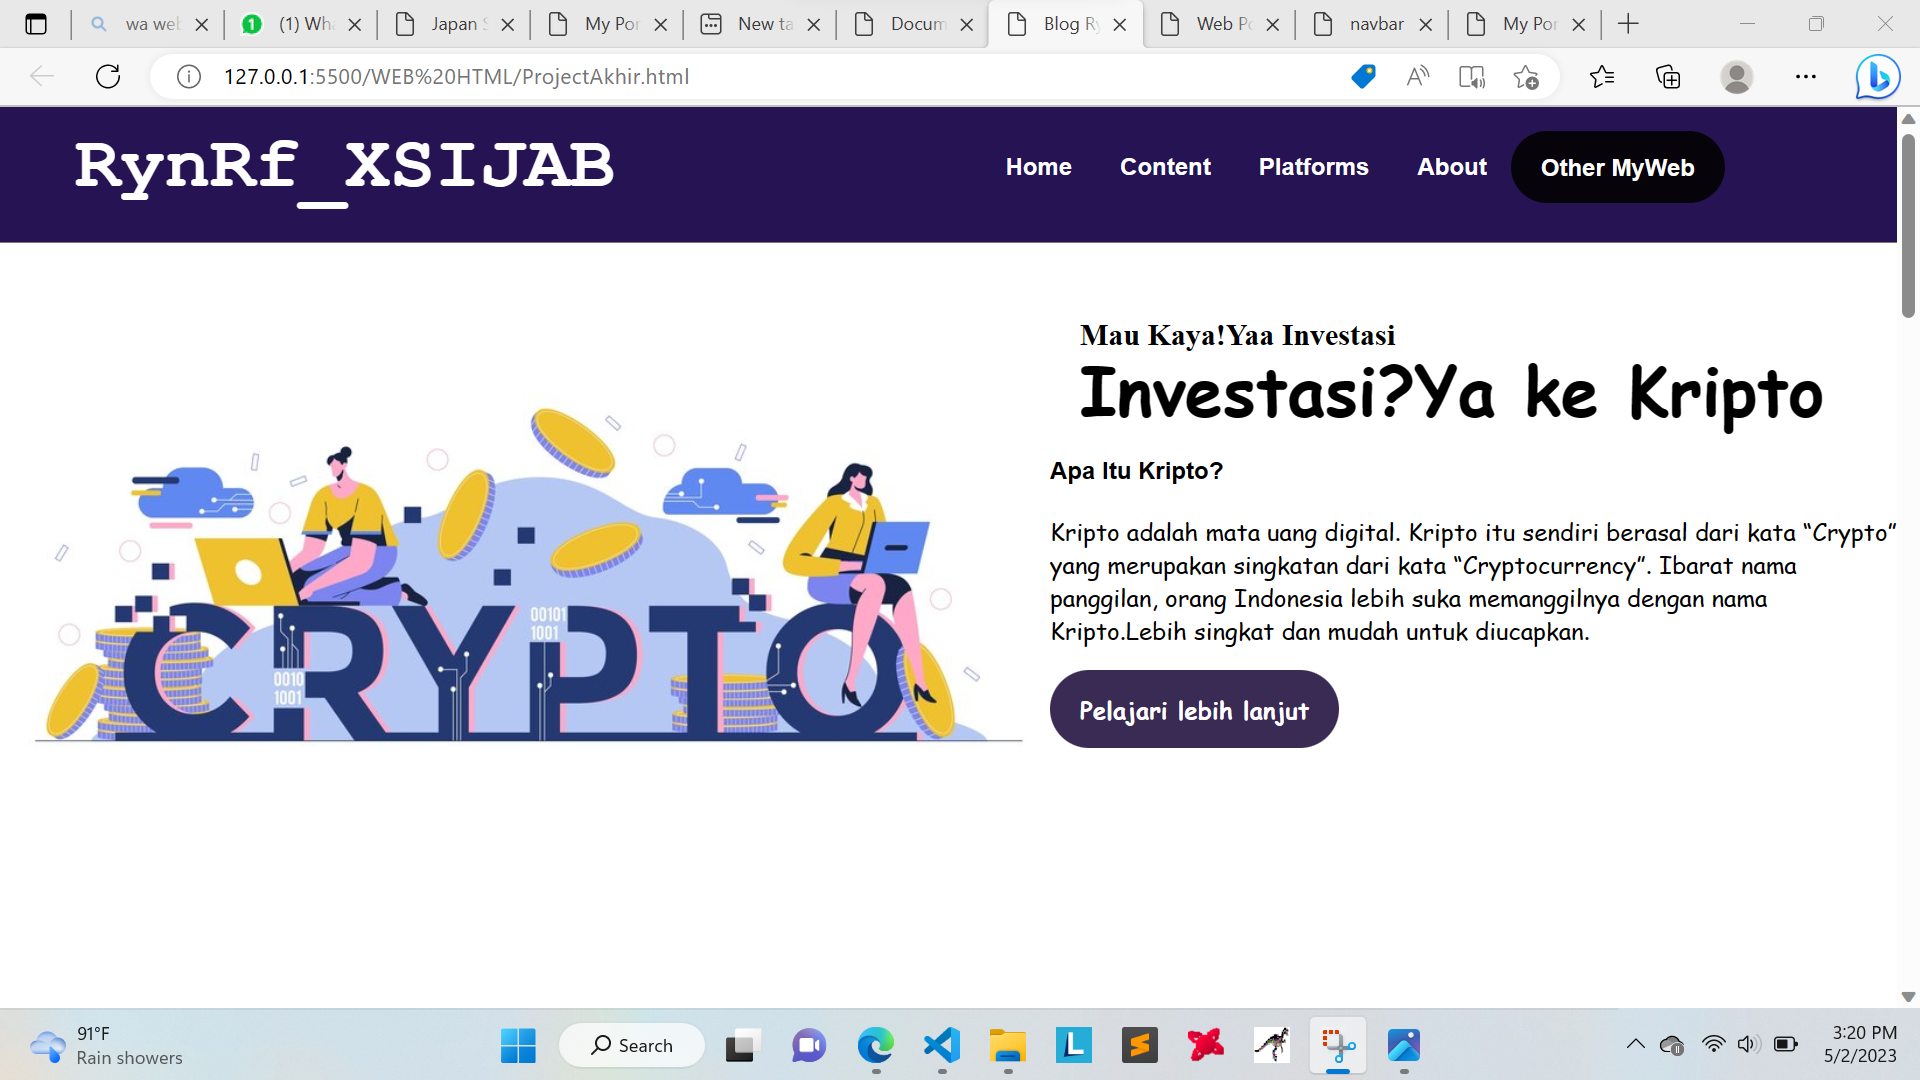 wa web
(1) Wh
Japan S
My Por
New ta
Docum
Blog Ry
Web Po
navbar
My Por
127.0.0.1:5500/WEB%20HTML/ProjectAkhir.html
RynRf_XSIJAB
Home
Content
Platforms
About
Other MyWeb
Mau Kaya!Yaa Investasi
Investasi?Ya ke Kripto
Apa Itu Kripto?
Kripto adalah mata uang digital. Kripto itu sendiri berasal dari kata “Crypto”
yang merupakan singkatan dari kata “Cryptocurrency”. Ibarat nama
panggilan, orang Indonesia lebih suka memanggilnya dengan nama
Kripto.Lebih singkat dan mudah untuk diucapkan.
Pelajari lebih lanjut
CRYPTO
00101
1001
0010
1001
91°F
Rain showers
Search
3:20 PM
5/2/2023